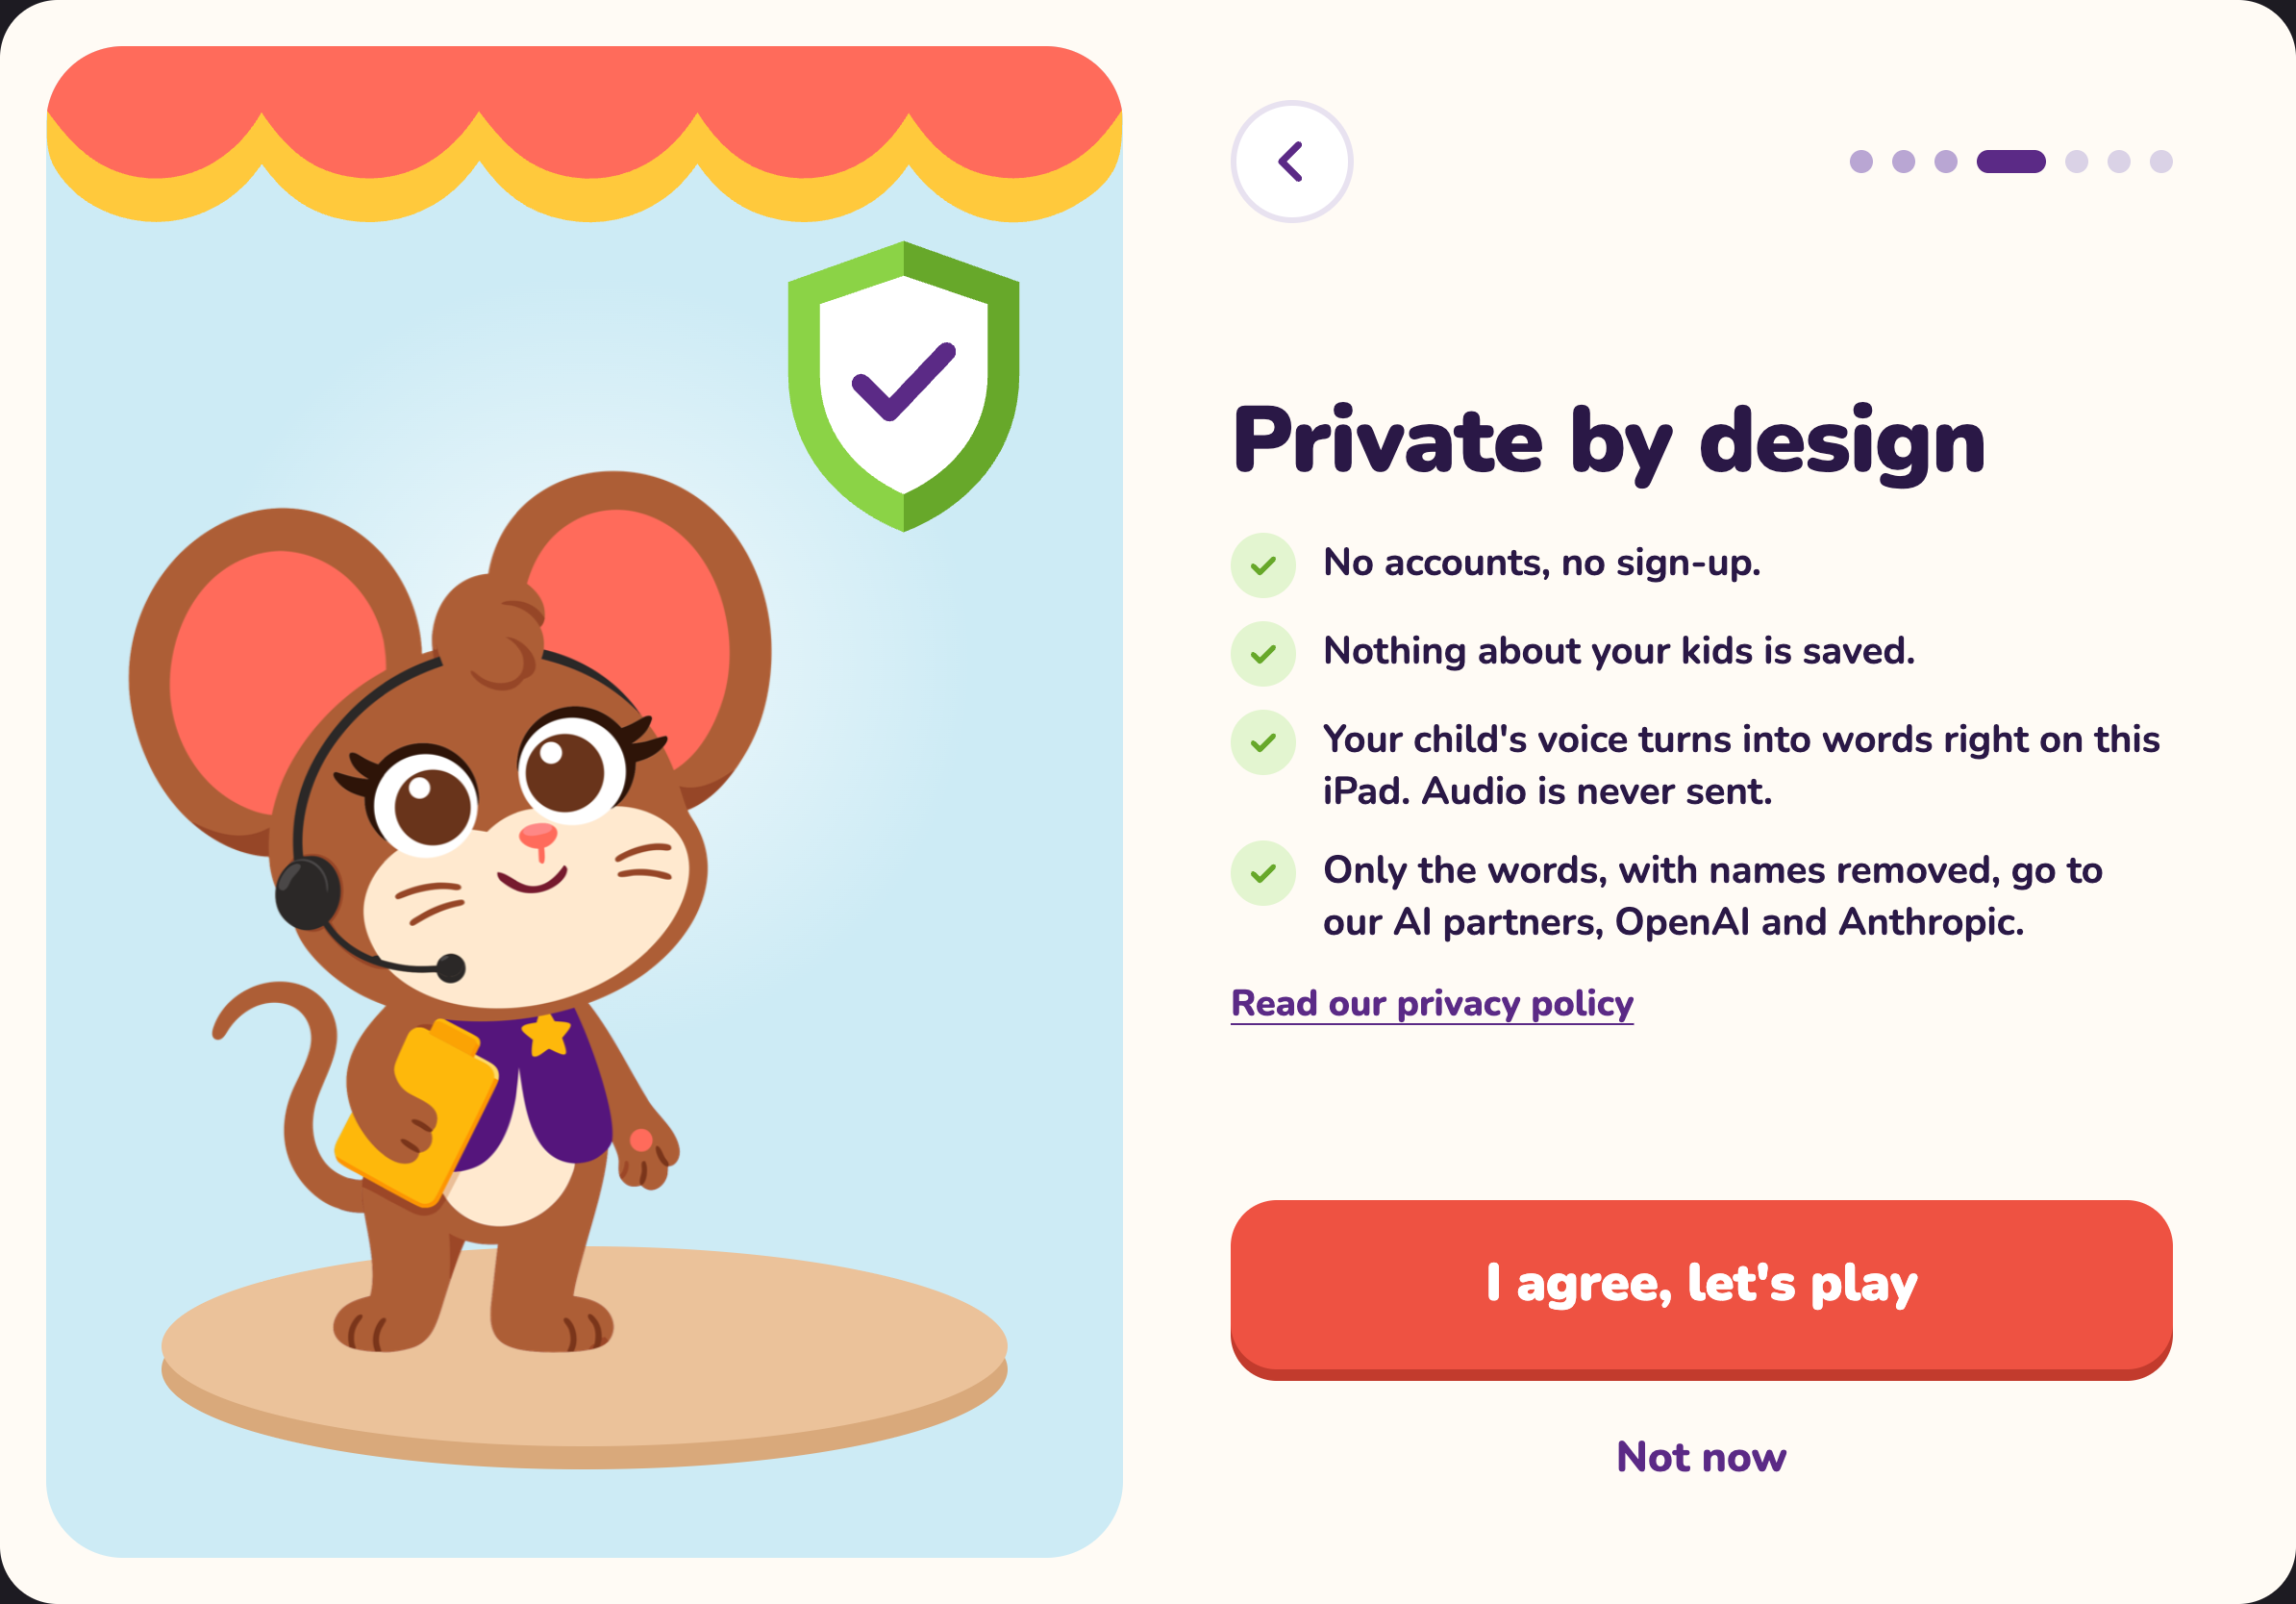 Private by design
No accounts, no sign-up.
Nothing about your kids is saved.
Your child's voice turns into words right on this
iPad. Audio is never sent.
Only the words, with names removed, go to
our AI partners, OpenAI and Anthropic.
Read our privacy policy
I agree, let's play
Not now